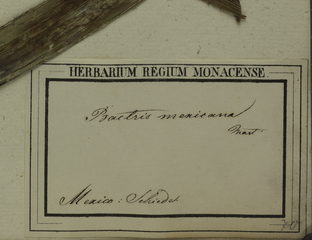 HERBARIUM REGIUM MONACENSE.
Bactris mexicana
Mart
Mexico: Schiede